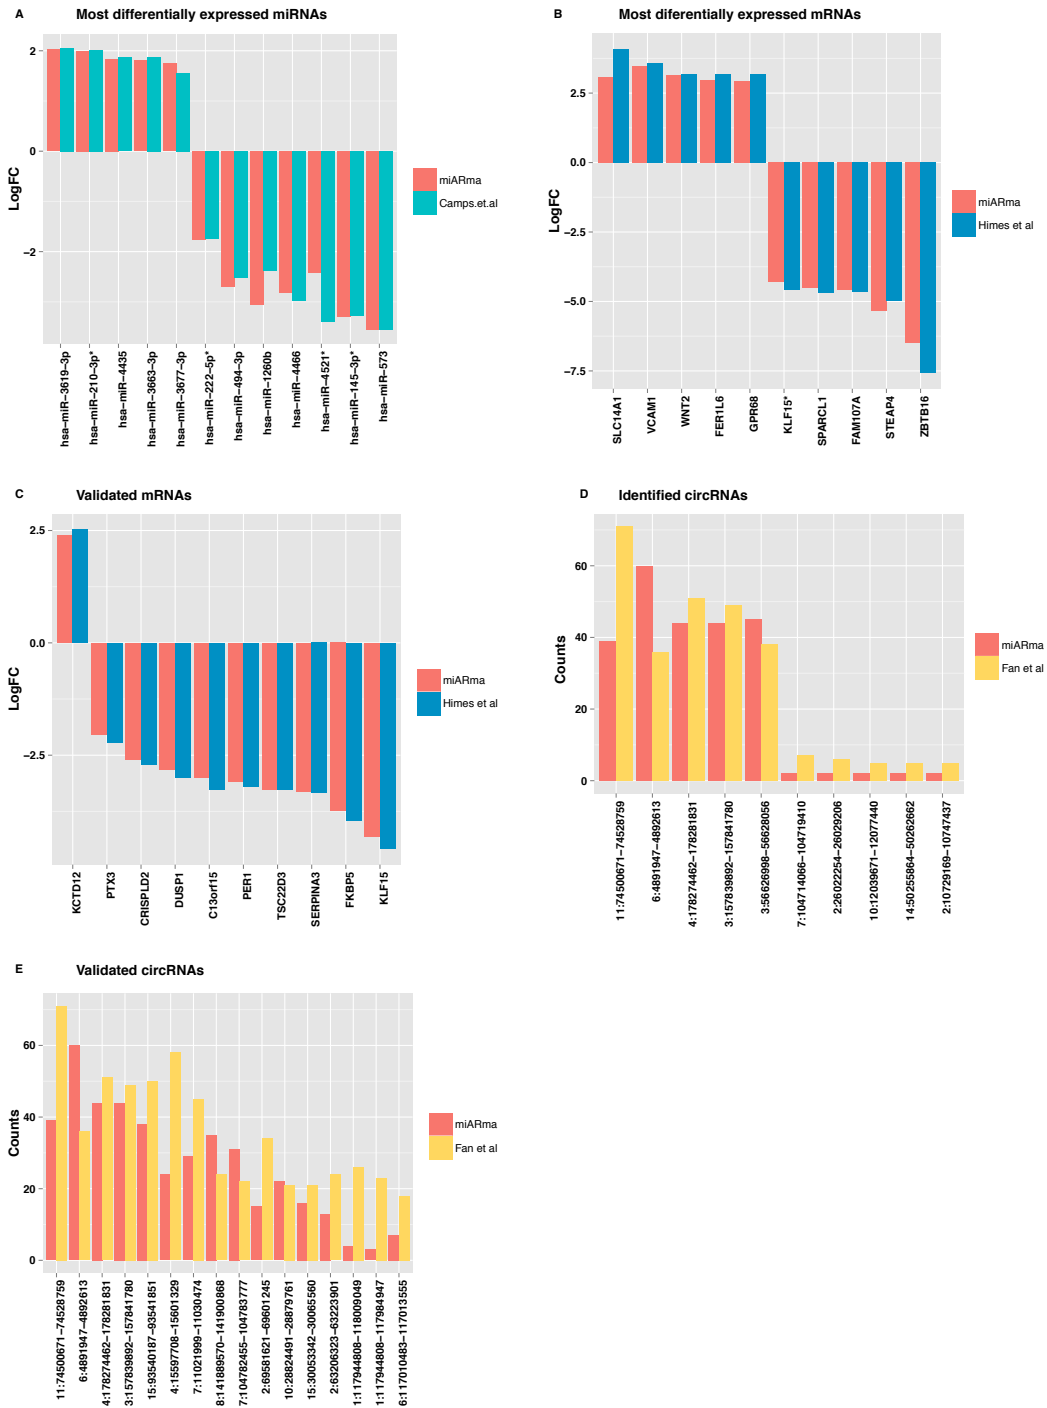 A Most differentially expressed miRNAs
2
0
−2
LogFC
hsa−miR−3619−3p
hsa−miR−210−3p*
hsa−miR−4435
hsa−miR−3663−3p
hsa−miR−3677−3p
hsa−miR−222−5p*
hsa−miR−494−3p
hsa−miR−1260b
hsa−miR−4466
hsa−miR−4521*
hsa−miR−145−3p*
hsa−miR−573
miARma
Camps.et.al
B Most diferentially expressed mRNAs
2.5
0.0
−2.5
−5.0
−7.5
LogFC
SLC14A1
VCAM1
WNT2
FER1L6
GPR68
KLF15*
SPARCL1
FAM107A
STEAP4
ZBTB16
miARma
Himes et al
C Validated mRNAs
2.5
0.0
−2.5
LogFC
KCTD12
PTX3
CRISPLD2
DUSP1
C13orf15
PER1
TSC22D3
SERPINA3
FKBP5
KLF15
miARma
Himes et al
D Identified circRNAs
60
40
20
0
Counts
11:74500671−74528759
6:4891947−4892613
4:178274462−178281831
3:157839892−157841780
3:56626998−56628056
7:104714066−104719410
2:26022254−26029206
10:12039671−12077440
14:50255864−50262662
2:10729169−10747437
miARma
Fan et al
E Validated circRNAs
60
40
20
0
Counts
11:74500671−74528759
6:4891947−4892613
4:178274462−178281831
3:157839892−157841780
15:93540187−93541851
4:15597708−15601329
7:11021999−11030474
8:141889570−141900868
7:104782455−104783777
2:69581621−69601245
10:28824491−28879761
15:30053342−30065560
2:63206323−63223901
1:117944808−118009049
1:117944808−117984947
6:117010483−117013555
miARma
Fan et al